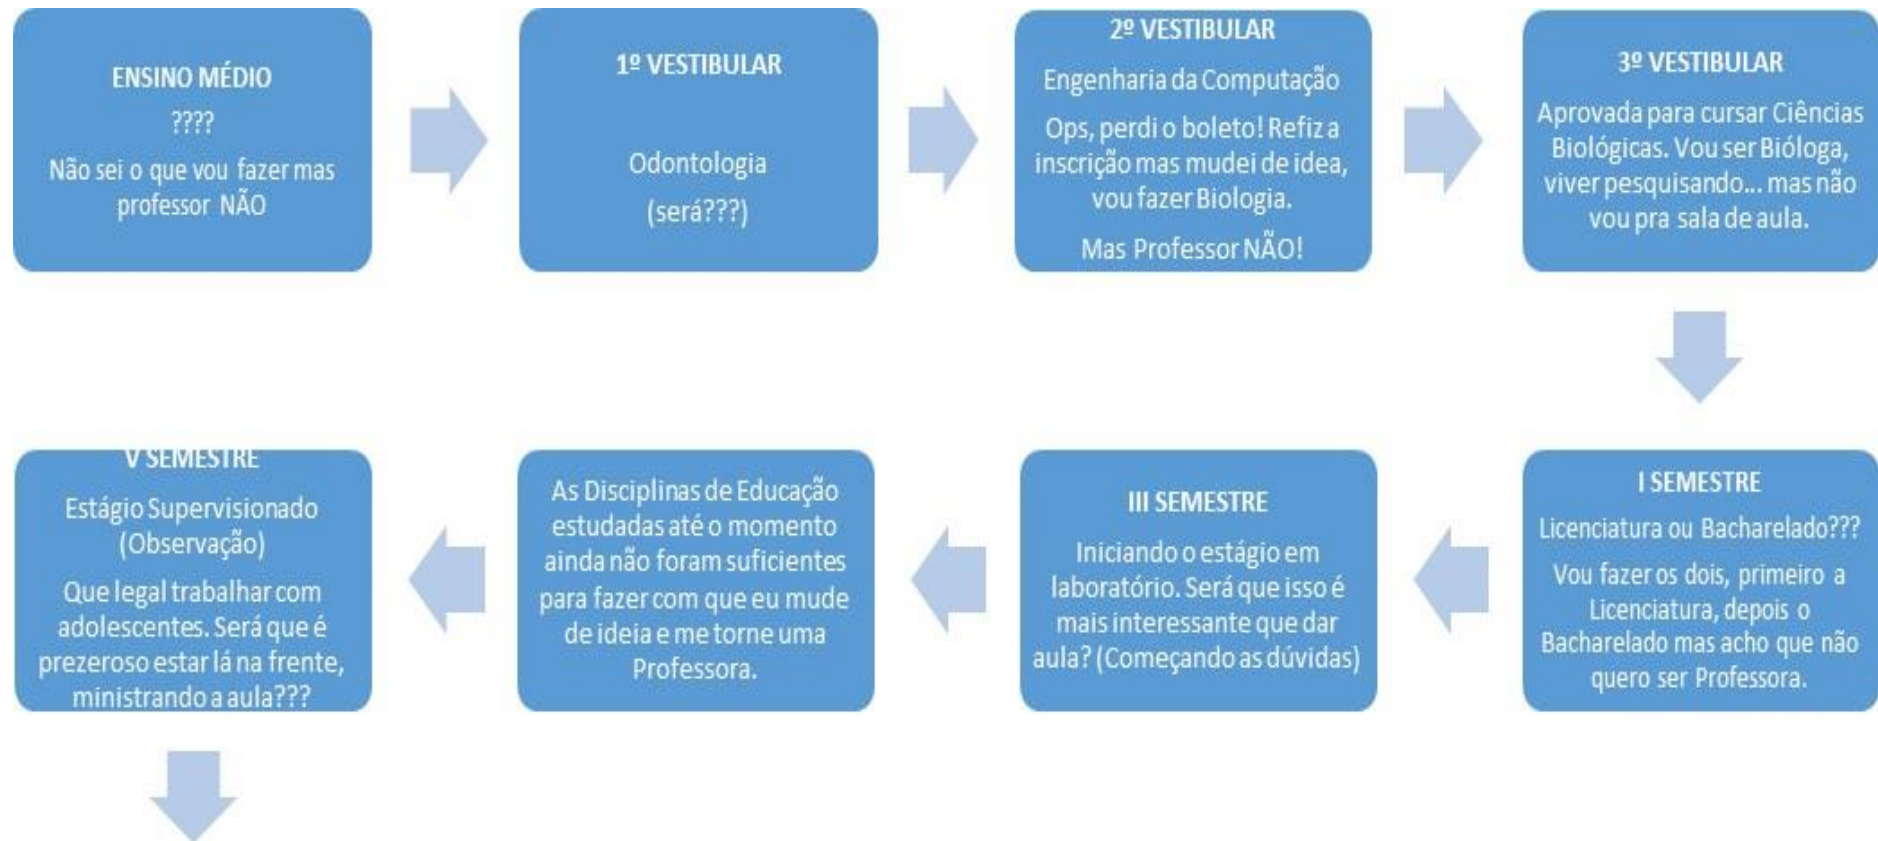 ENSINO MÉDIO
????
Não sei o que vou fazer mas
professor NÃO
1º VESTIBULAR
Odontologia
(será???)
2º VESTIBULAR
Engenharia da Computação
Ops, perdi o boleto! Refiz a
inscrição mas mudei de idea,
vou fazer Biologia.
Mas Professor NÃO!
3º VESTIBULAR
Aprovada para cursar Ciências
Biológicas. Vou ser Bióloga,
viver pesquisando... mas não
vou pra sala de aula.
I SEMESTRE
Licenciatura ou Bacharelado???
Vou fazer os dois, primeiro a
Licenciatura, depois o
Bacharelado mas acho que não
quero ser Professora.
III SEMESTRE
Iniciando o estágio em
laboratório. Será que isso é
mais interessante que dar
aula? (Começando as dúvidas)
As Disciplinas de Educação
estudadas até o momento
ainda não foram suficientes
para fazer com que eu mude
de ideia e me torne uma
Professora.
V SEMESTRE
Estágio Supervisionado
(Observação)
Que legal trabalhar com
adolescentes. Será que é
prezeroso estar lá na frente,
ministrando a aula???